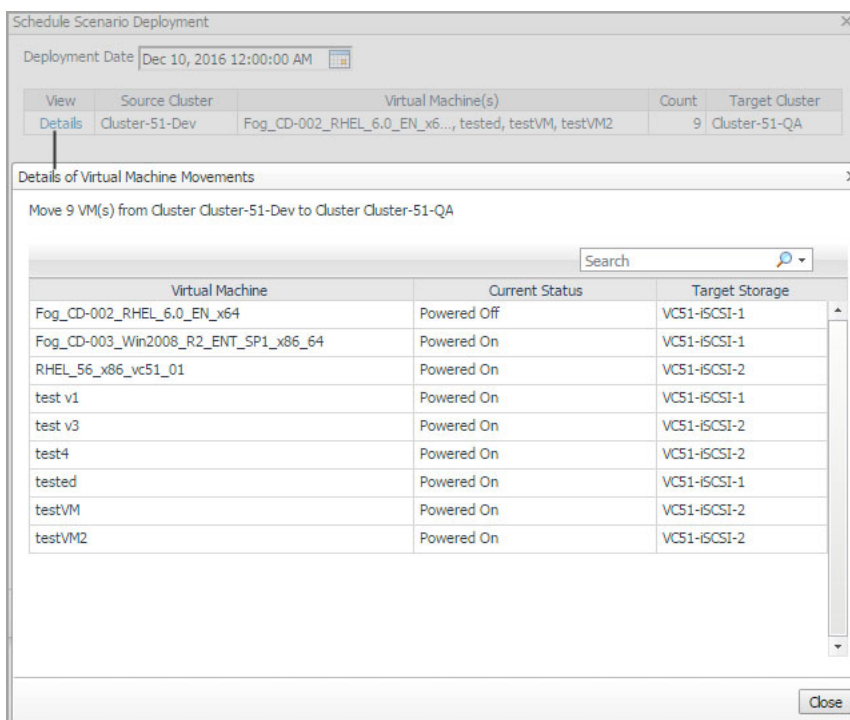 Schedule Scenario Deployment
Deployment Date Dec 10, 2016 12:00:00 AM
View Source Cluster Virtual Machine(s) Count Target Cluster
Details Cluster-51-Dev Fog_CD-002_RHEL_6.0_EN_x6..., tested, testVM, testVM2 9 Cluster-51-QA
Details of Virtual Machine Movements
Move 9 VM(s) from Cluster Cluster-51-Dev to Cluster Cluster-51-QA
Search
Virtual Machine Current Status Target Storage
Fog_CD-002_RHEL_6.0_EN_x64 Powered Off VC51-iSCSI-1
Fog_CD-003_Win2008_R2_ENT_SP1_x86_64 Powered On VC51-iSCSI-1
RHEL_56_x86_vc51_01 Powered On VC51-iSCSI-2
test v1 Powered On VC51-iSCSI-1
test v3 Powered On VC51-iSCSI-2
test4 Powered On VC51-iSCSI-2
tested Powered On VC51-iSCSI-1
testVM Powered On VC51-iSCSI-2
testVM2 Powered On VC51-iSCSI-2
Close